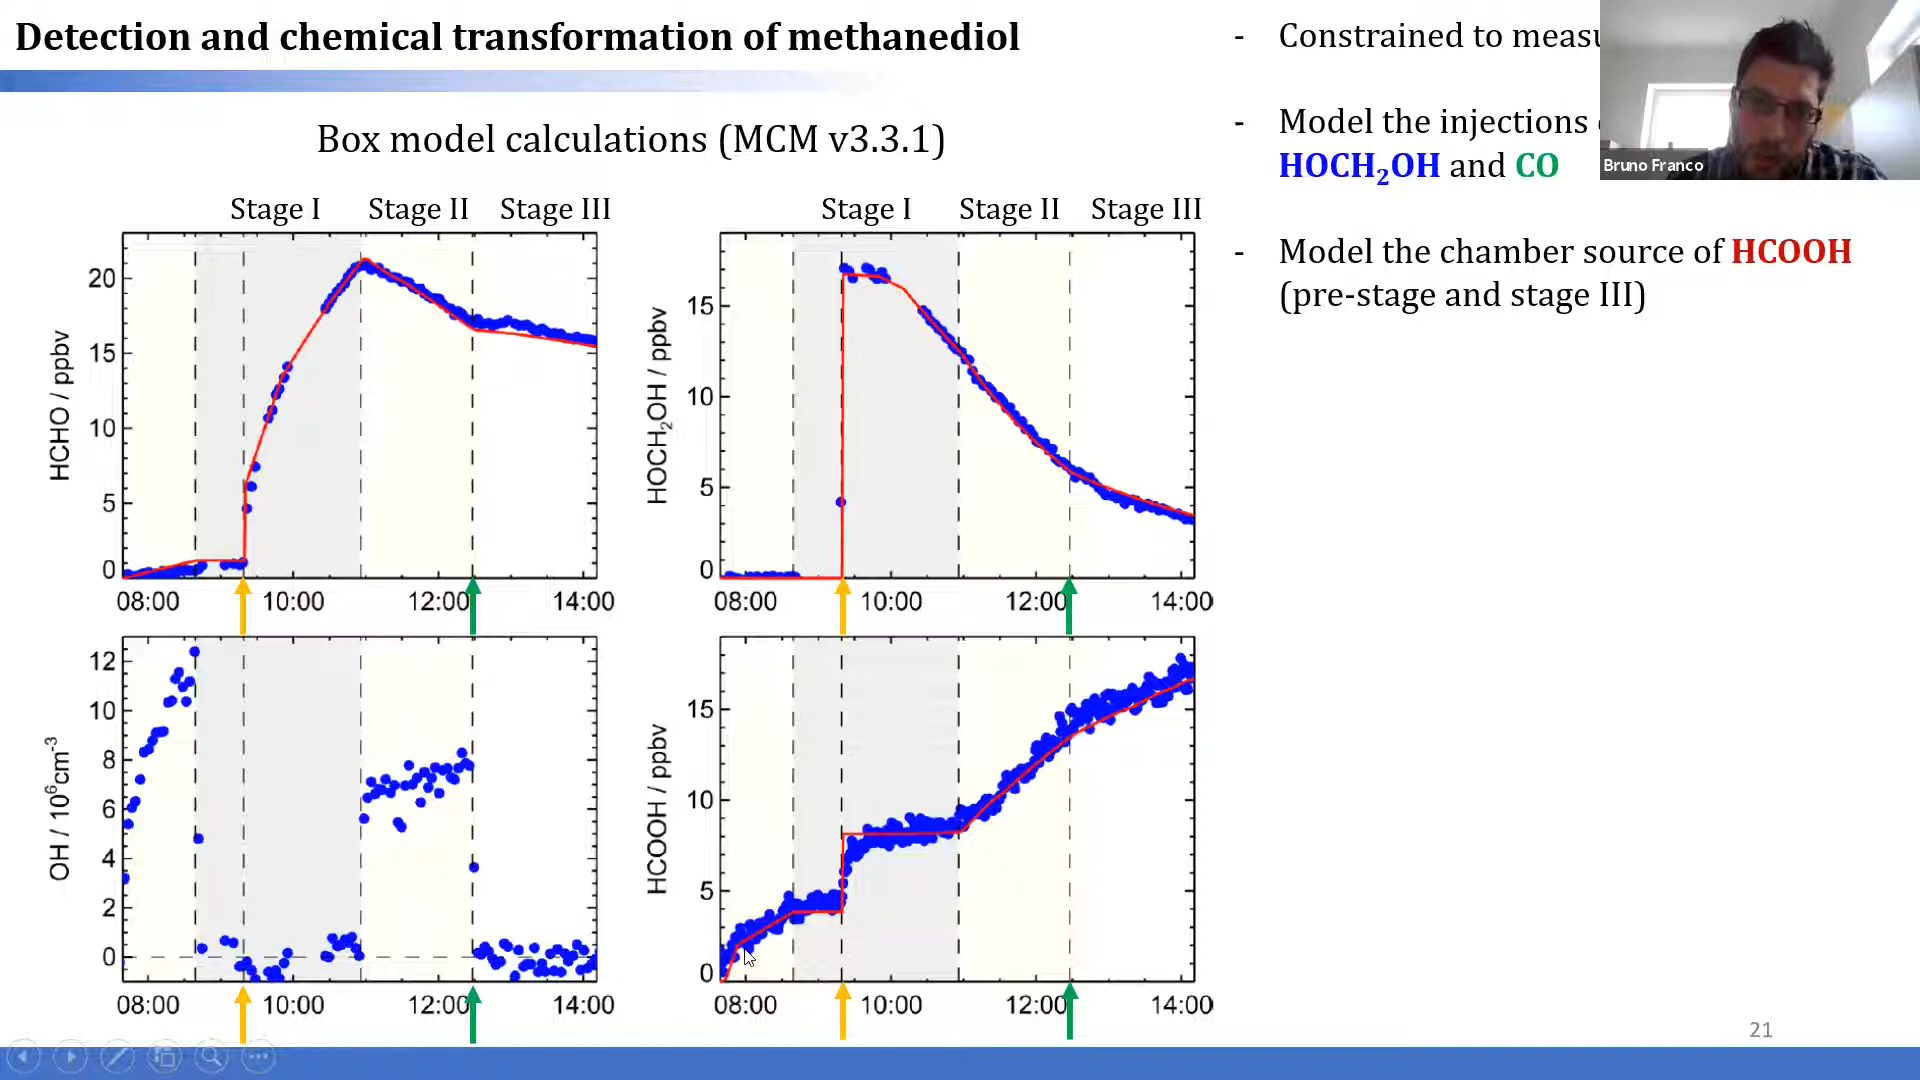 Detection and chemical transformation of methanediol
Box model calculations (MCM v3.3.1)
- Constrained to
- Model the injections
HOCH₂OH and CO
- Model the chamber source of HCOOH
(pre-stage and stage III)
Bruno Franco
Stage I Stage II Stage III
HCHO / ppbv
20
15
10
5
0
08:00 10:00 12:00 14:00
Stage I Stage II Stage III
HOCH₂OH / ppbv
15
10
5
0
08:00 10:00 12:00 14:00
OH / 10⁶cm⁻³
12
10
8
6
4
2
0
08:00 10:00 12:00 14:00
HCOOH / ppbv
15
10
5
0
08:00 10:00 12:00 14:00
21